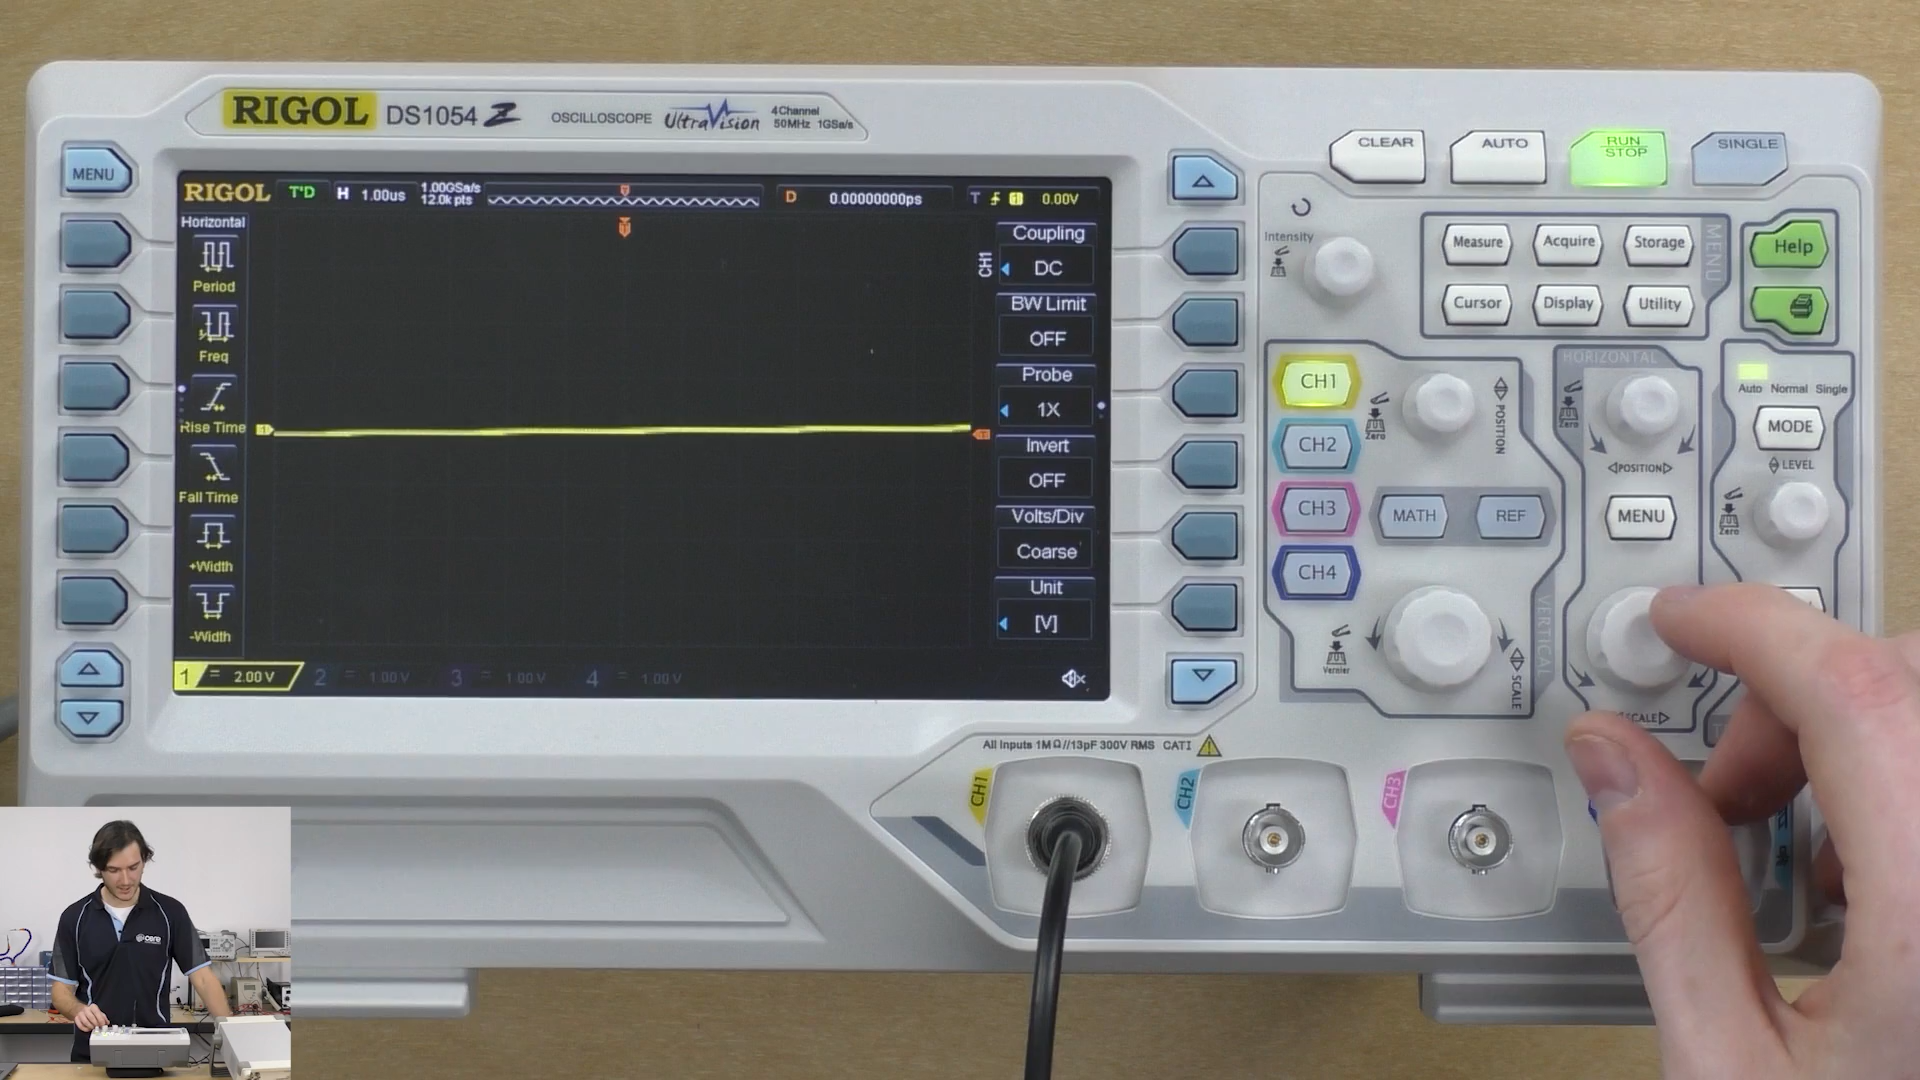 RIGOL DS1054 Z OSCILLOSCOPE UltraVision 4Channel
50MHz 1GSa/s
CLEAR AUTO RUN STOP SINGLE
MENU
RIGOL T'D H 1.00us 1.00GSa/s 12.0k pts D 0.00000000ps T 1 0.00V
Horizontal
Period
Freq
Rise Time
Fall Time
+Width
-Width
CH1
Coupling
DC
BW Limit
OFF
Probe
1X
Invert
OFF
Volts/Div
Coarse
Unit
[V]
1 = 2.00 V 2 = 1.00 V 3 = 1.00 V 4 = 1.00 V
Intensity
Measure Acquire Storage
Cursor Display Utility
MENU
Help
CH1
CH2
CH3
CH4
Zero
POSITION
MATH REF
Vernier
SCALE
VERTICAL
HORIZONTAL
Zero
POSITION
MENU
SCALE
Auto Normal Single
MODE
LEVEL
Zero
All Inputs 1MΩ//13pF 300V RMS CATI
CH1
CH2
CH3
core